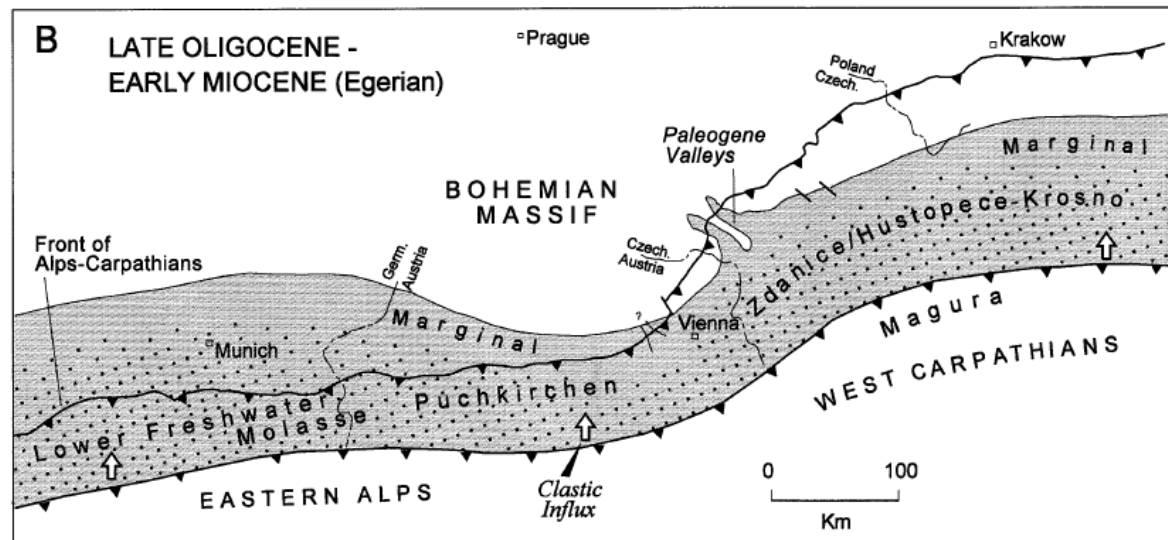 B
LATE OLIGOCENE -
EARLY MIOCENE (Egerian)
Prague
Krakow
Poland
Czech.
Paleogene
Valleys
Marginal
BOHEMIAN
MASSIF
Zdanice/Hustopece-Krosno
Front of
Alps-Carpathians
Germ.
Austria
Czech.
Austria
Marginal
?
Vienna
Munich
Magura
WEST CARPATHIANS
Puchkirchen
Lower Freshwater
Molasse
EASTERN ALPS
Clastic
Influx
0 100
Km